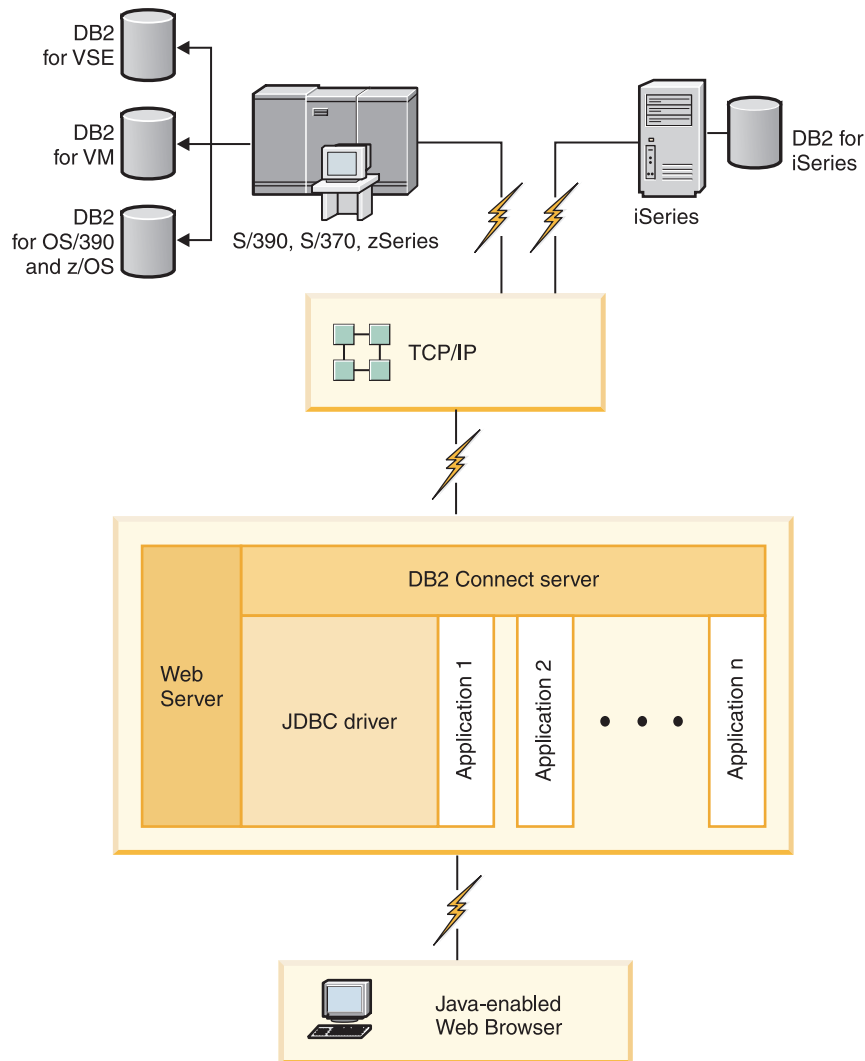 DB2
for VSE
DB2
for VM
DB2
for OS/390
and z/OS
S/390, S/370, zSeries
iSeries
DB2 for
iSeries
TCP/IP
DB2 Connect server
Web
Server
JDBC driver
Application 1
Application 2
Application n
Java-enabled
Web Browser